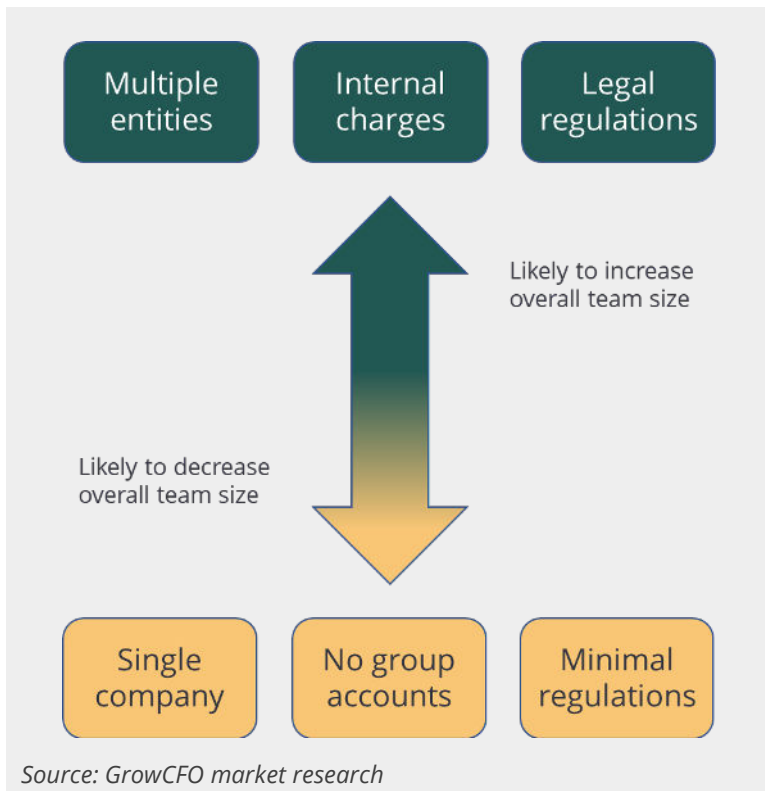 Multiple
entities
Internal
charges
Legal
regulations
Likely to increase
overall team size
Likely to decrease
overall team size
Single
company
No group
accounts
Minimal
regulations
Source: GrowCFO market research